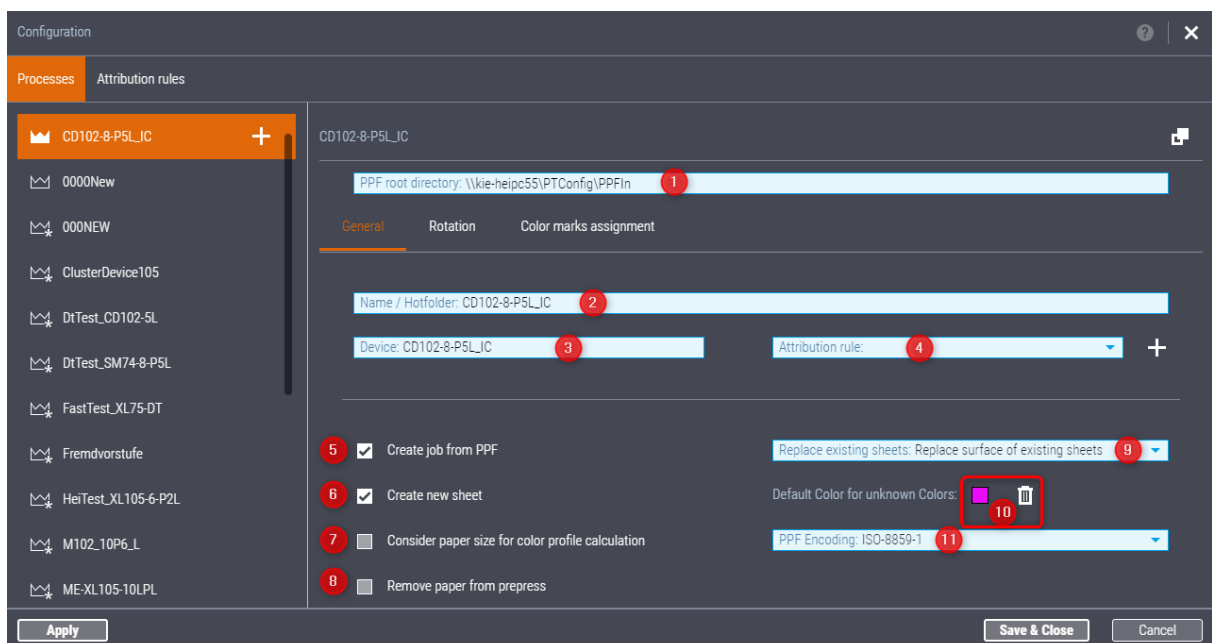 Configuration
?
Processes Attribution rules
CD102-8-P5L_IC
0000New
000NEW
ClusterDevice105
DtTest_CD102-5L
DtTest_SM74-8-P5L
FastTest_XL75-DT
Fremdvorstufe
HeiTest_XL105-6-P2L
M102_10P6_L
ME-XL105-10LPL
CD102-8-P5L_IC
PPF root directory: \\kie-heipc55\PTConfig\PPFIn 1
General Rotation Color marks assignment
Name / Hotfolder: CD102-8-P5L_IC 2
Device: CD102-8-P5L_IC 3
Attribution rule: 4
5 Create job from PPF
Replace existing sheets: Replace surface of existing sheets 9
6 Create new sheet
Default Color for unknown Colors: 10
7 Consider paper size for color profile calculation
PPF Encoding: ISO-8859-1 11
8 Remove paper from prepress
Apply Save & Close Cancel